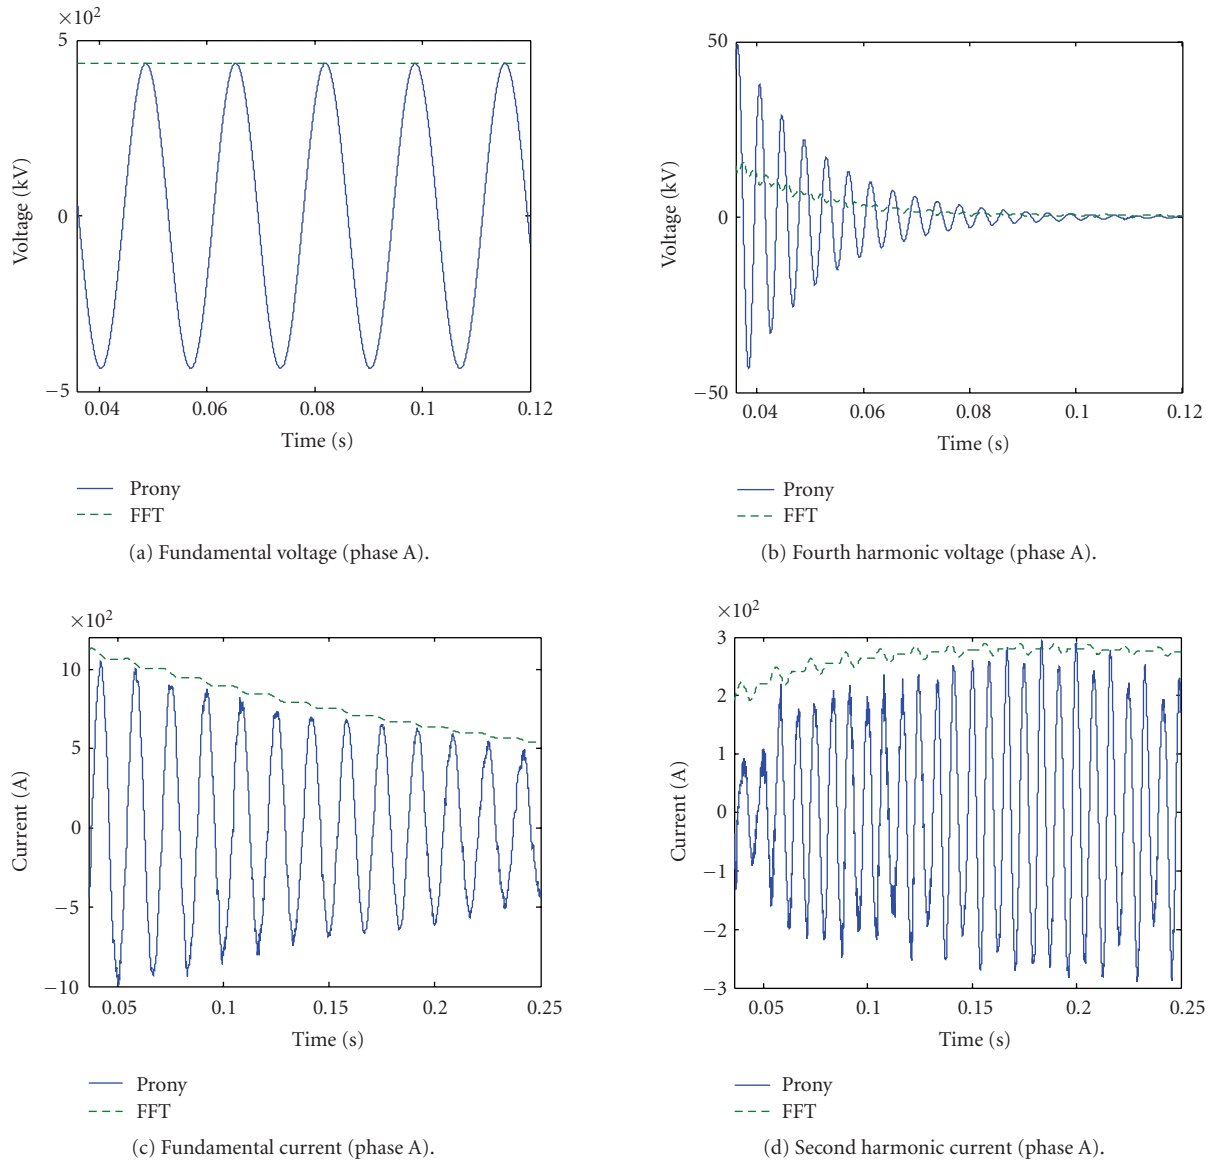 ×10²
5
0
−5
Voltage (kV)
0.04 0.06 0.08 0.1 0.12
Time (s)
Prony
FFT
(a) Fundamental voltage (phase A).
50
0
−50
Voltage (kV)
0.04 0.06 0.08 0.1 0.12
Time (s)
Prony
FFT
(b) Fourth harmonic voltage (phase A).
×10²
10
5
0
−5
−10
Current (A)
0.05 0.1 0.15 0.2 0.25
Time (s)
Prony
FFT
(c) Fundamental current (phase A).
×10²
3
2
1
0
−1
−2
−3
Current (A)
0.05 0.1 0.15 0.2 0.25
Time (s)
Prony
FFT
(d) Second harmonic current (phase A).